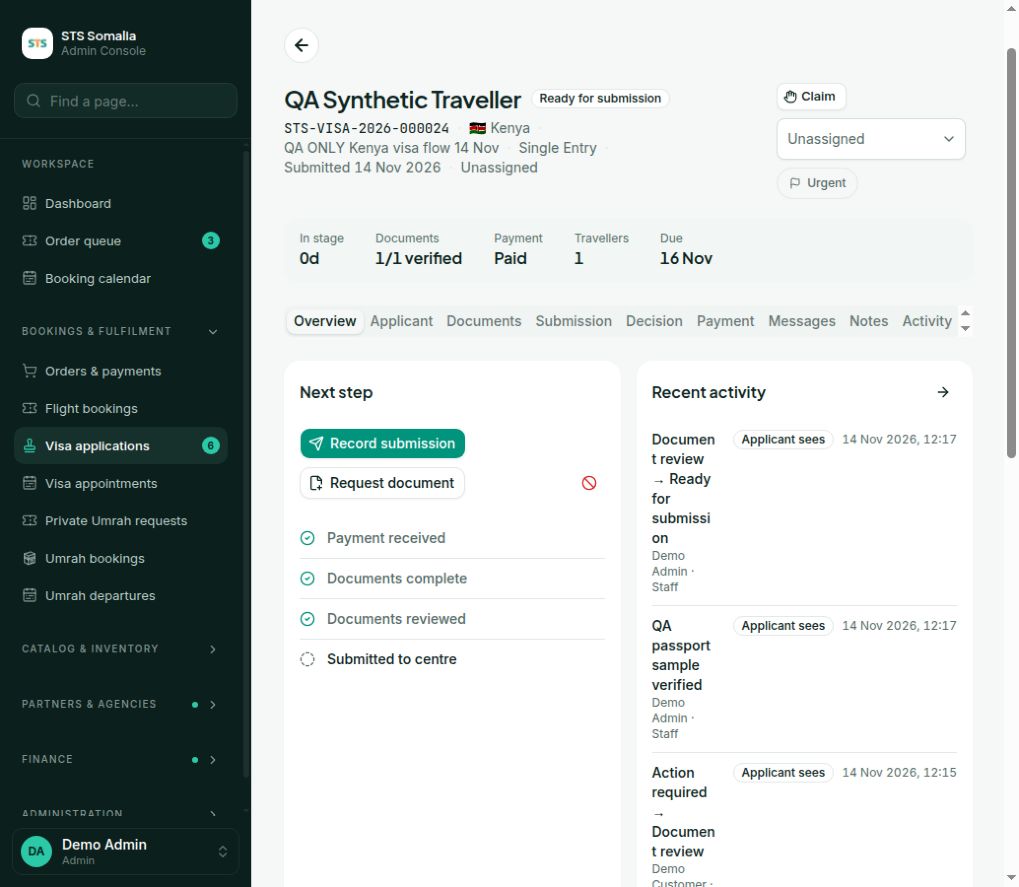 STS
STS Somalia
Admin Console
Find a page...
WORKSPACE
Dashboard
Order queue 3
Booking calendar
BOOKINGS & FULFILMENT
Orders & payments
Flight bookings
Visa applications 6
Visa appointments
Private Umrah requests
Umrah bookings
Umrah departures
CATALOG & INVENTORY
PARTNERS & AGENCIES
FINANCE
ADMINISTRATION
DA
Demo Admin
Admin
QA Synthetic Traveller Ready for submission
STS-VISA-2026-000024 · Kenya ·
QA ONLY Kenya visa flow 14 Nov · Single Entry ·
Submitted 14 Nov 2026 · Unassigned
Claim
Unassigned
Urgent
In stage
0d
Documents
1/1 verified
Payment
Paid
Travellers
1
Due
16 Nov
Overview Applicant Documents Submission Decision Payment Messages Notes Activity
Next step
Record submission
Request document
Payment received
Documents complete
Documents reviewed
Submitted to centre
Recent activity
Documen
t review
→ Ready
for
submissi
on
Demo
Admin ·
Staff
Applicant sees 14 Nov 2026, 12:17
QA
passport
sample
verified
Demo
Admin ·
Staff
Applicant sees 14 Nov 2026, 12:17
Action
required
→
Documen
t review
Demo
Customer ·
Applicant sees 14 Nov 2026, 12:15